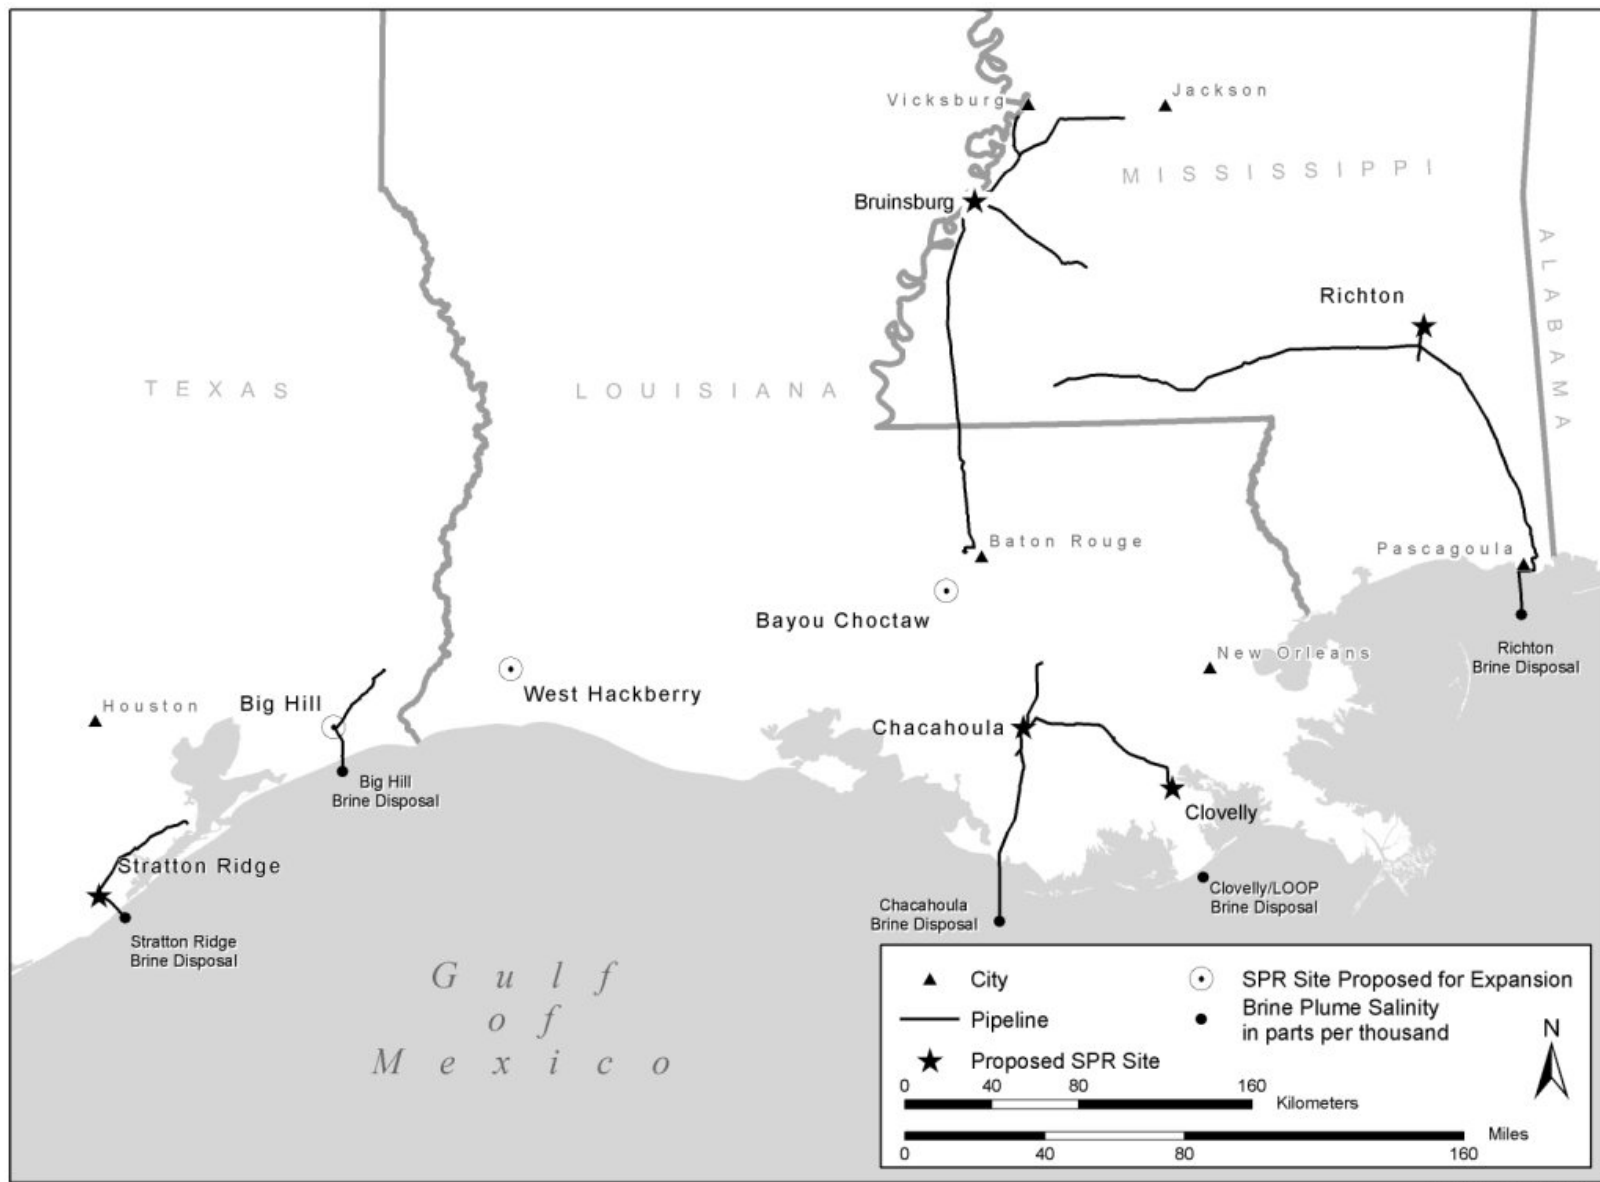 Vicksburg
Jackson
MISSISSIPPI
Bruinsburg
ALABAMA
Richton
TEXAS
LOUISIANA
Baton Rouge
Pascagoula
Bayou Choctaw
Richton
Brine Disposal
New Orleans
West Hackberry
Big Hill
Houston
Chacahoula
Big Hill
Brine Disposal
Clovelly
Stratton Ridge
Clovelly/LOOP
Brine Disposal
Chacahoula
Brine Disposal
Stratton Ridge
Brine Disposal
Gulf
of
Mexico
City
Pipeline
Proposed SPR Site
SPR Site Proposed for Expansion
Brine Plume Salinity
in parts per thousand
N
0 40 80 160
Kilometers
Miles
0 40 80 160